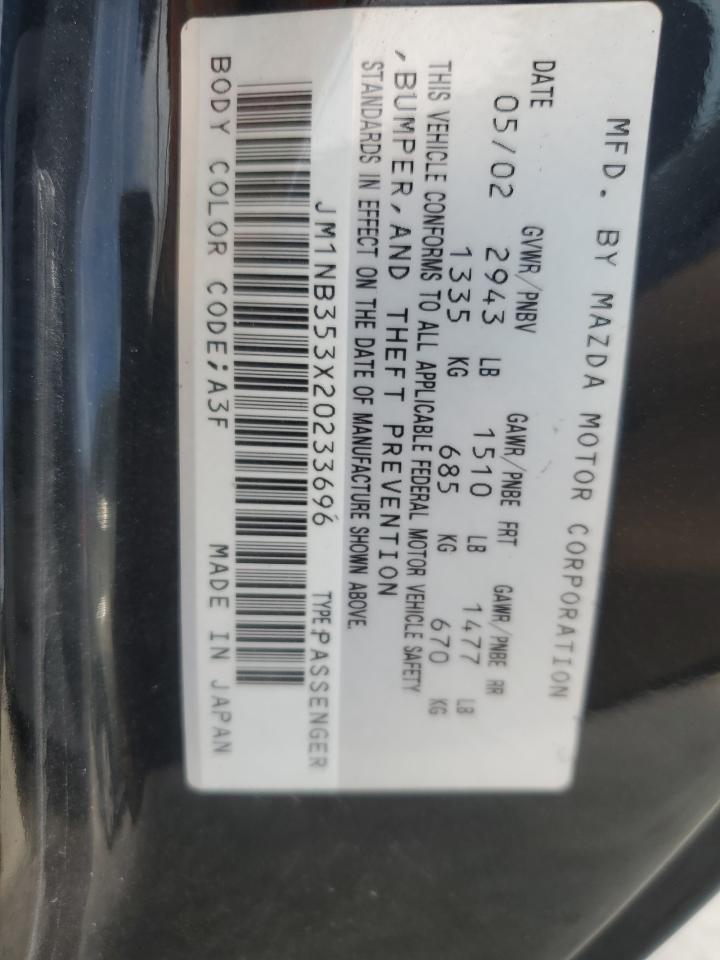 MFD. BY MAZDA MOTOR CORPORATION
DATE GVWR/PNBV GAWR/PNBE FRT GAWR/PNBE RR
05/02 2943 LB 1510 LB 1477 LB
1335 KG 685 KG 670 KG
THIS VEHICLE CONFORMS TO ALL APPLICABLE FEDERAL MOTOR VEHICLE SAFETY
,BUMPER,AND THEFT PREVENTION
STANDARDS IN EFFECT ON THE DATE OF MANUFACTURE SHOWN ABOVE.
JM1NB353X20233696 TYPE:PASSENGER
BODY COLOR CODE;A3F MADE IN JAPAN